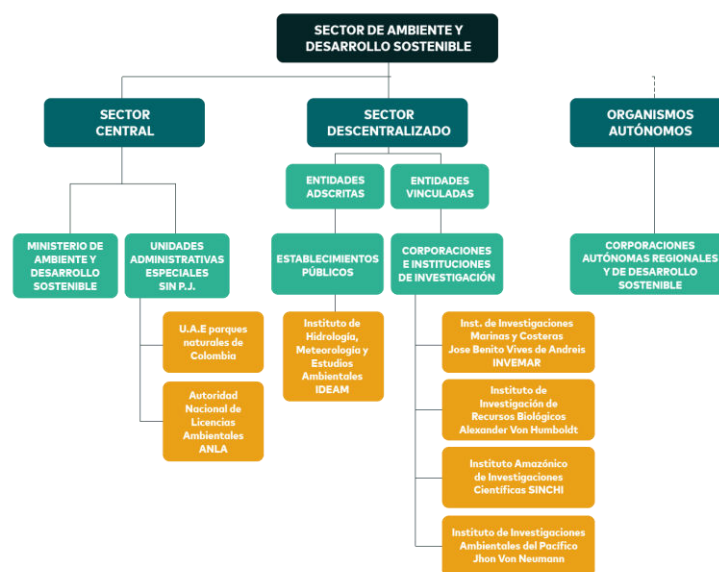 SECTOR DE AMBIENTE Y
DESARROLLO SOSTENIBLE
SECTOR
CENTRAL
SECTOR
DESCENTRALIZADO
ORGANISMOS
AUTÓNOMOS
ENTIDADES
ADSCRITAS
ENTIDADES
VINCULADAS
MINISTERIO DE
AMBIENTE Y
DESARROLLO
SOSTENIBLE
UNIDADES
ADMINISTRATIVAS
ESPECIALES
SIN P.J.
ESTABLECIMIENTOS
PÚBLICOS
CORPORACIONES
E INSTITUCIONES
DE INVESTIGACIÓN
CORPORACIONES
AUTÓNOMAS REGIONALES
Y DE DESARROLLO
SOSTENIBLE
U.A.E parques
naturales de
Colombia
Autoridad
Nacional de
Licencias
Ambientales
ANLA
Instituto de
Hidrología,
Meteorología y
Estudios
Ambientales
IDEAM
Inst. de Investigaciones
Marinas y Costeras
Jose Benito Vives de Andreis
INVEMAR
Instituto de
Investigación de
Recursos Biológicos
Alexander Von Humboldt
Instituto Amazónico
de Investigaciones
Científicas SINCHI
Instituto de Investigaciones
Ambientales del Pacífico
Jhon Von Neumann